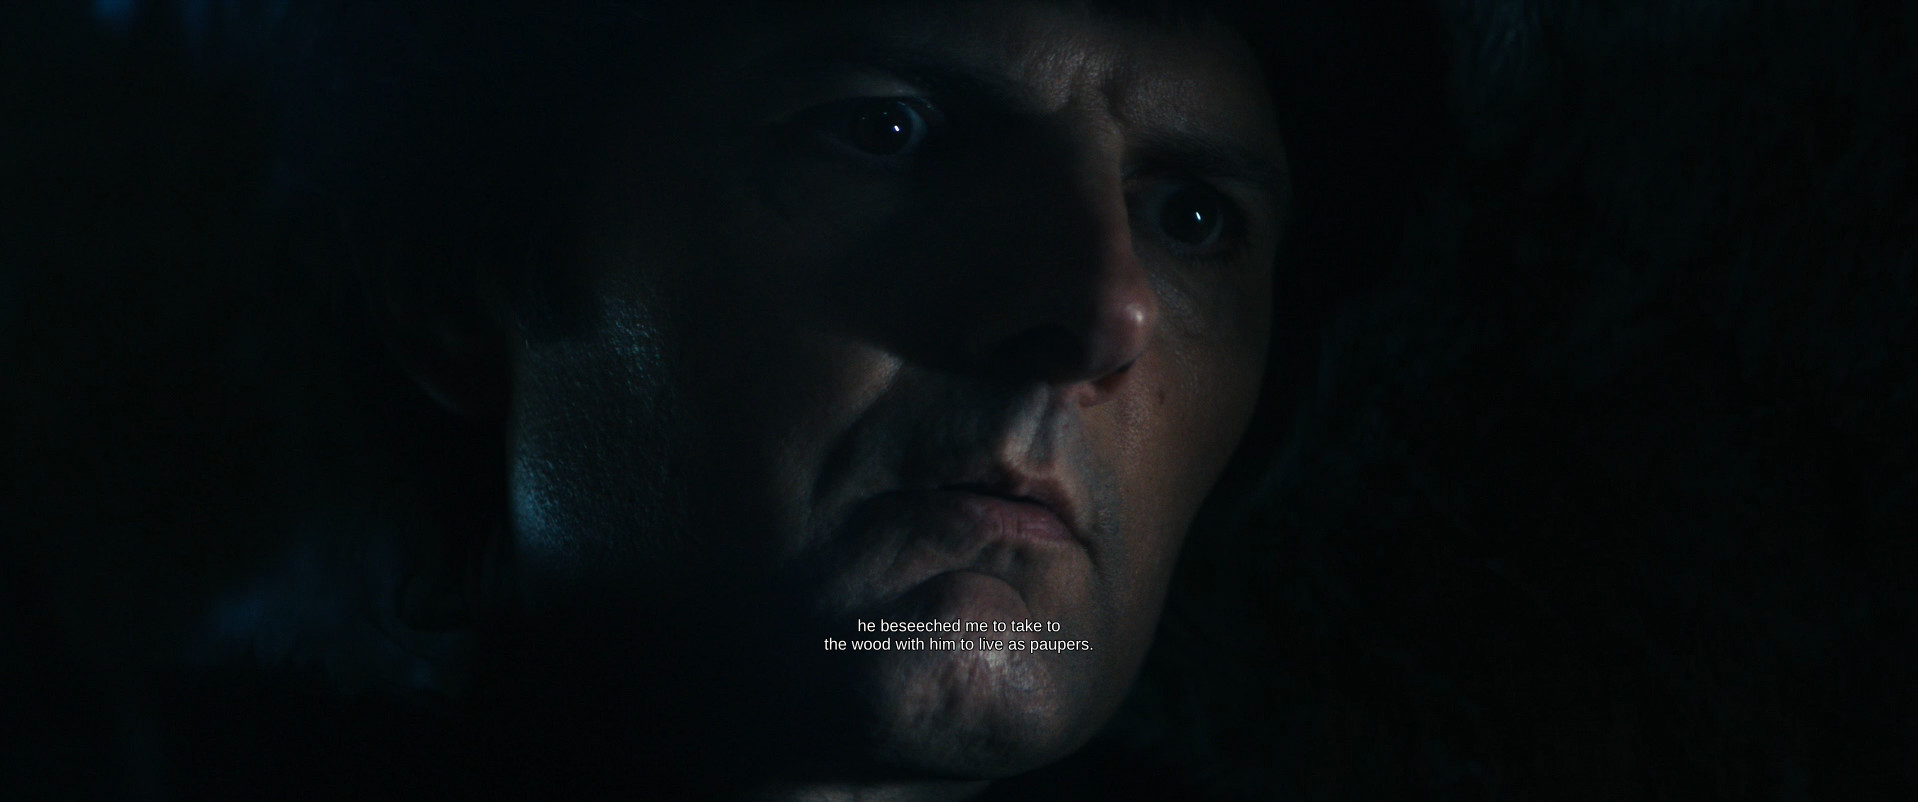 he beseeched me to take to
the wood with him to live as paupers.